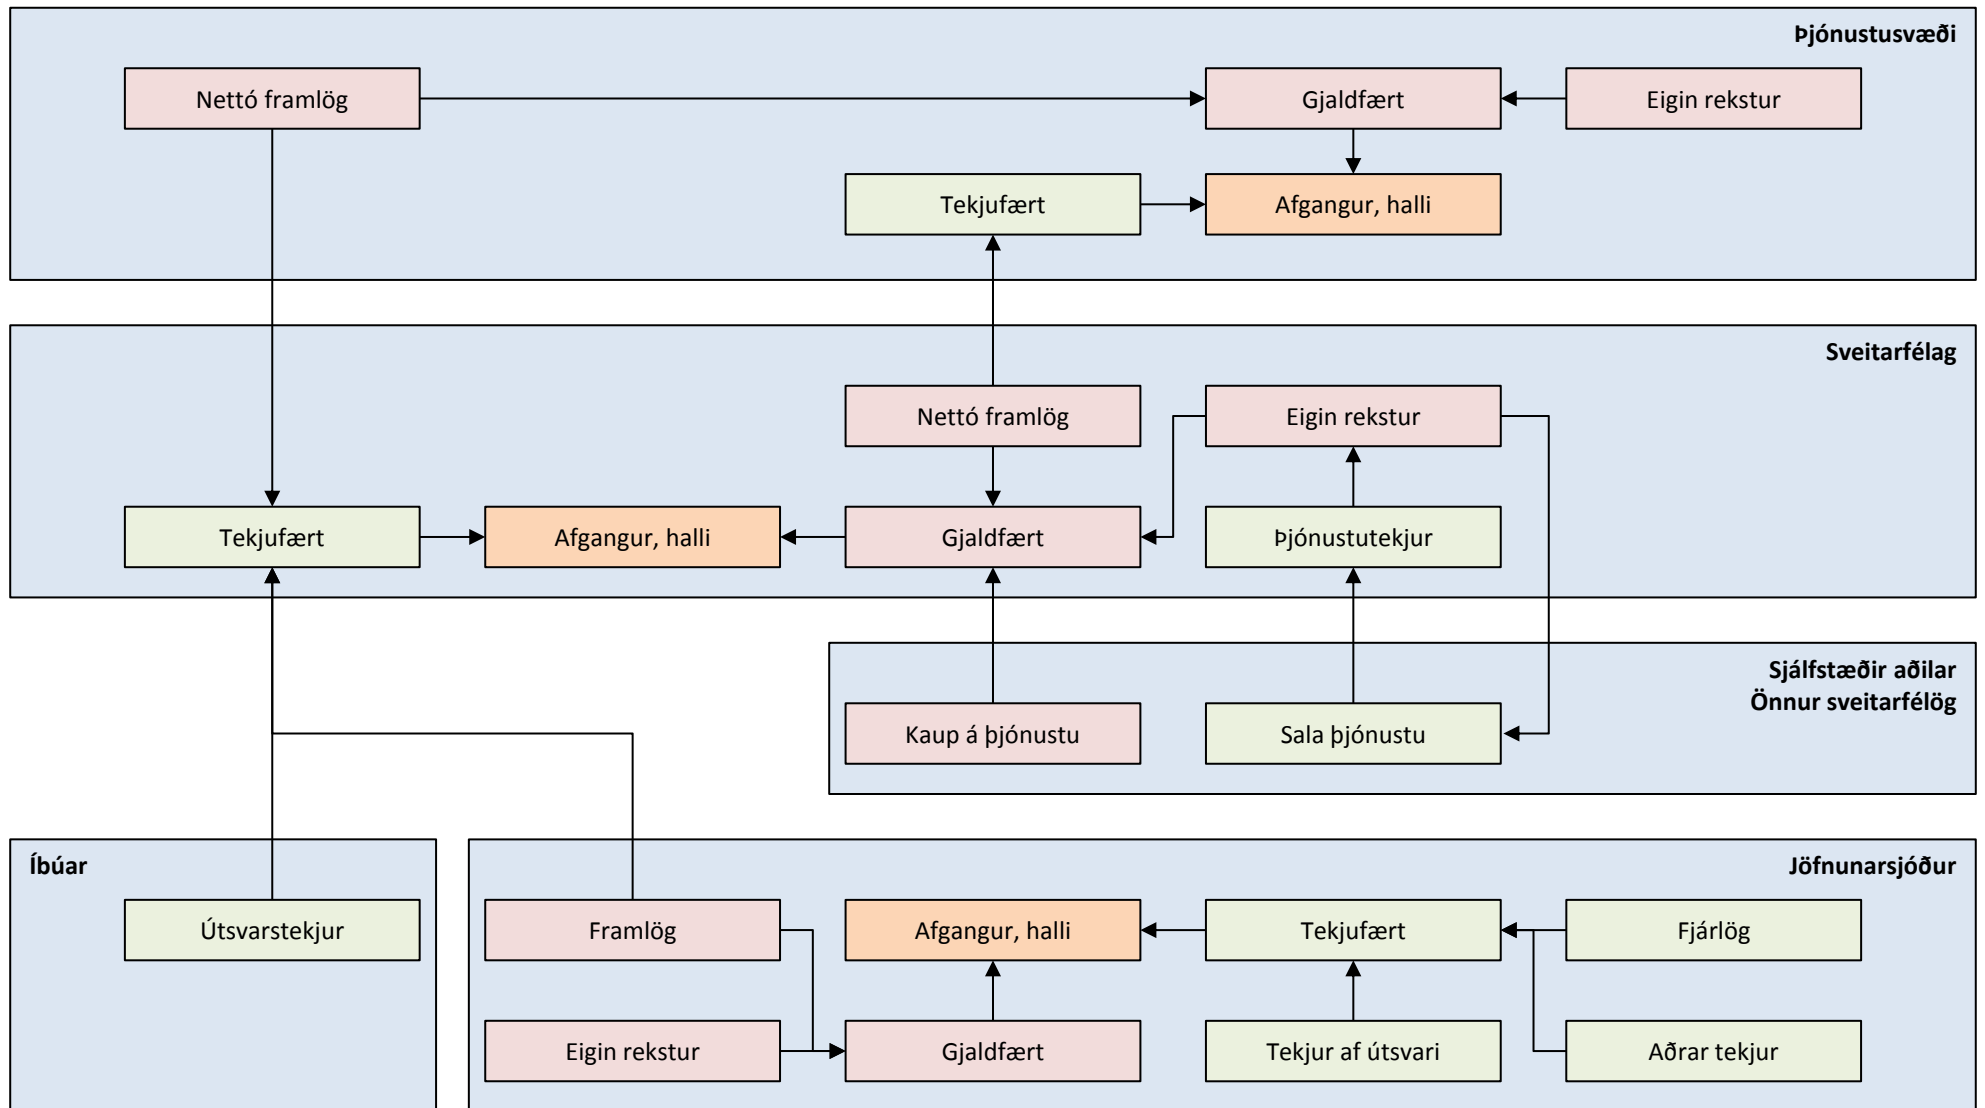 Þjónustusvæði
Nettó framlög
Gjaldfært
Eigin rekstur
Tekjufært
Afgangur, halli
Sveitarfélag
Nettó framlög
Eigin rekstur
Tekjufært
Afgangur, halli
Gjaldfært
Þjónustutekjur
Sjálfstæðir aðilar
Önnur sveitarfélög
Kaup á þjónustu
Sala þjónustu
Íbúar
Útsvarstekjur
Jöfnunarsjóður
Framlög
Afgangur, halli
Tekjufært
Fjárlög
Eigin rekstur
Gjaldfært
Tekjur af útsvari
Aðrar tekjur